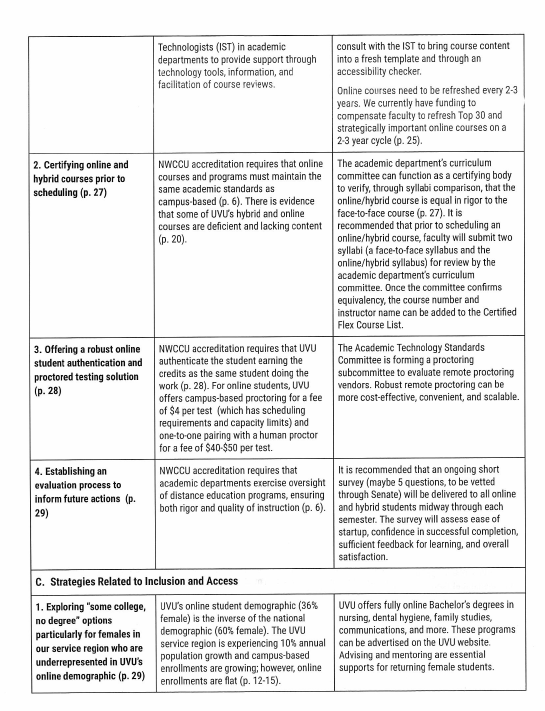 Technologists (IST) in academic
departments to provide support through
technology tools, information, and
facilitation of course reviews.
consult with the IST to bring course content
into a fresh template and through an
accessibility checker.
Online courses need to be refreshed every 2-3
years. We currently have funding to
compensate faculty to refresh Top 30 and
strategically important online courses on a
2-3 year cycle (p. 25).
2. Certifying online and
hybrid courses prior to
scheduling (p. 27)
NWCCU accreditation requires that online
courses and programs must maintain the
same academic standards as
campus-based (p. 6). There is evidence
that some of UVU's hybrid and online
courses are deficient and lacking content
(p. 20).
The academic department's curriculum
committee can function as a certifying body
to verify, through syllabi comparison, that the
online/hybrid course is equal in rigor to the
face-to-face course (p. 27). It is
recommended that prior to scheduling an
online/hybrid course, faculty will submit two
syllabi (a face-to-face syllabus and the
online/hybrid syllabus) for review by the
academic department's curriculum
committee. Once the committee confirms
equivalency, the course number and
instructor name can be added to the Certified
Flex Course List.
3. Offering a robust online
student authentication and
proctored testing solution
(p. 28)
NWCCU accreditation requires that UVU
authenticate the student earning the
credits as the same student doing the
work (p. 28). For online students, UVU
offers campus-based proctoring for a fee
of $4 per test (which has scheduling
requirements and capacity limits) and
one-to-one pairing with a human proctor
for a fee of $40-$50 per test.
The Academic Technology Standards
Committee is forming a proctoring
subcommittee to evaluate remote proctoring
vendors. Robust remote proctoring can be
more cost-effective, convenient, and scalable.
4. Establishing an
evaluation process to
inform future actions (p.
29)
NWCCU accreditation requires that
academic departments exercise oversight
of distance education programs, ensuring
both rigor and quality of instruction (p. 6).
It is recommended that an ongoing short
survey (maybe 5 questions, to be vetted
through Senate) will be delivered to all online
and hybrid students midway through each
semester. The survey will assess ease of
startup, confidence in successful completion,
sufficient feedback for learning, and overall
satisfaction.
C. Strategies Related to Inclusion and Access
1. Exploring "some college,
no degree" options
particularly for females in
our service region who are
underrepresented in UVU's
online demographic (p. 29)
UVU's online student demographic (36%
female) is the inverse of the national
demographic (60% female). The UVU
service region is experiencing 10% annual
population growth and campus-based
enrollments are growing; however, online
enrollments are flat (p. 12-15).
UVU offers fully online Bachelor's degrees in
nursing, dental hygiene, family studies,
communications, and more. These programs
can be advertised on the UVU website.
Advising and mentoring are essential
supports for returning female students.